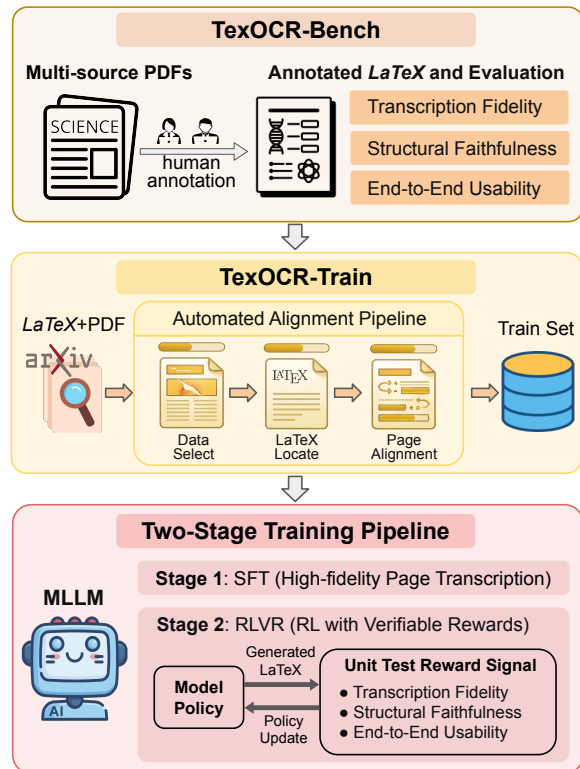 TexOCR-Bench
Multi-source PDFs
Annotated LaTeX and Evaluation
SCIENCE
human
annotation
Transcription Fidelity
Structural Faithfulness
End-to-End Usability
TexOCR-Train
LaTeX+PDF
arXiv
Automated Alignment Pipeline
LATEX
Data
Select
LaTeX
Locate
Page
Alignment
Train Set
Two-Stage Training Pipeline
MLLM
AI
Stage 1: SFT (High-fidelity Page Transcription)
Stage 2: RLVR (RL with Verifiable Rewards)
Model
Policy
Generated
LaTeX
Policy
Update
Unit Test Reward Signal
● Transcription Fidelity
● Structural Faithfulness
● End-to-End Usability